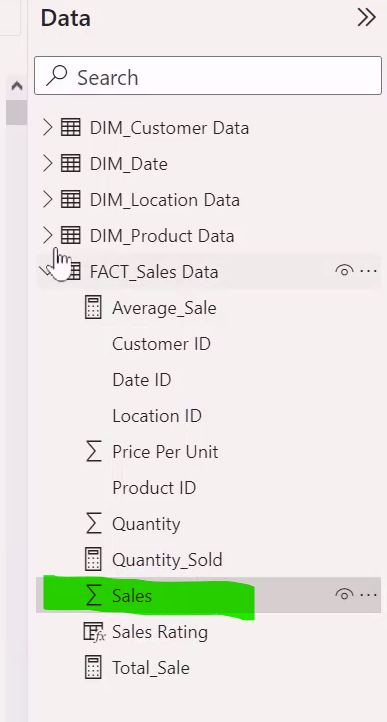 Data
Search
DIM_Customer Data
DIM_Date
DIM_Location Data
DIM_Product Data
FACT_Sales Data
Average_Sale
Customer ID
Date ID
Location ID
Price Per Unit
Product ID
Quantity
Quantity_Sold
Sales
Sales Rating
Total_Sale